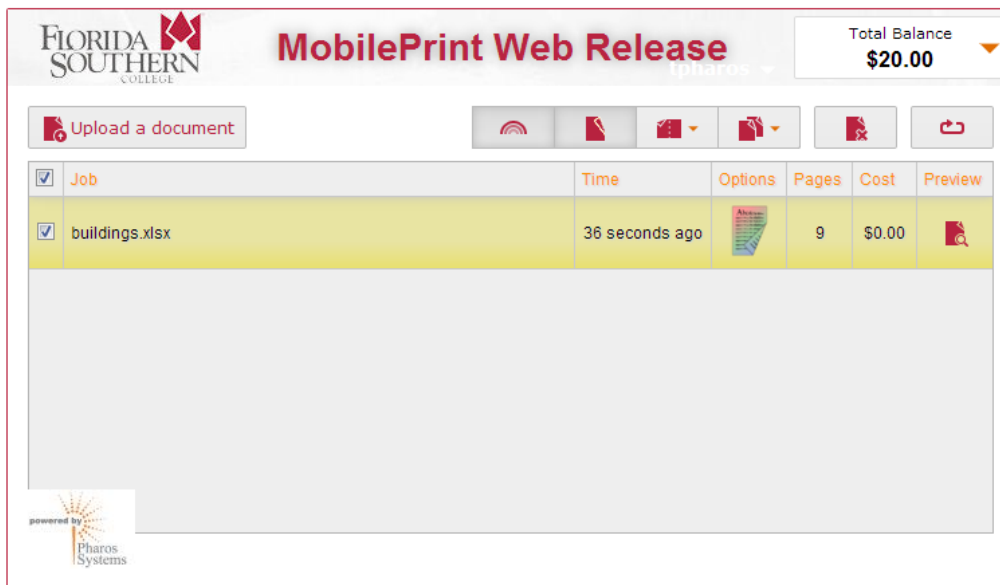 FLORIDA
SOUTHERN
COLLEGE
MobilePrint Web Release
tpharos
Total Balance
$20.00
Upload a document
Job Time Options Pages Cost Preview
buildings.xlsx 36 seconds ago 9 $0.00
powered by
Pharos
Systems